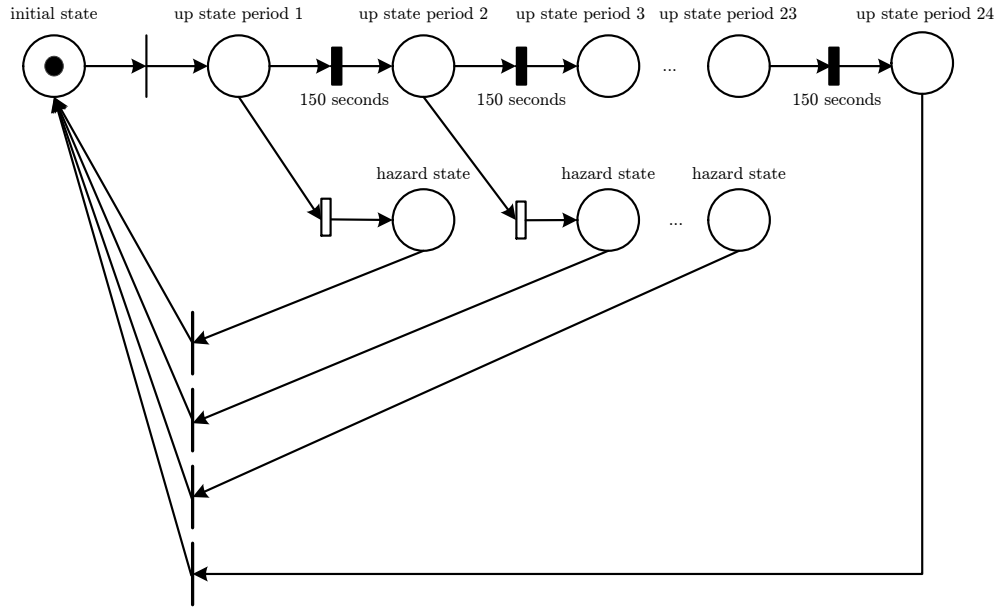 initial state
up state period 1
up state period 2
up state period 3
up state period 23
up state period 24
...
150 seconds
150 seconds
150 seconds
hazard state
hazard state
hazard state
...